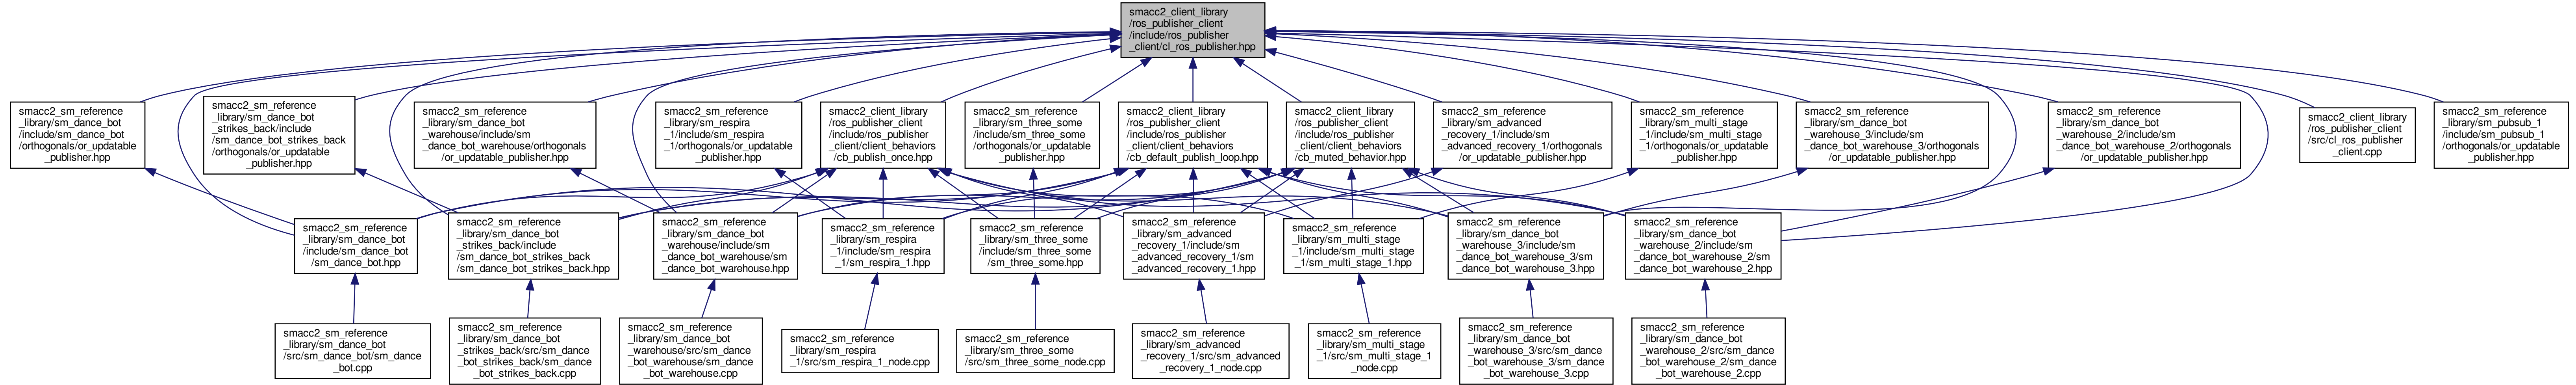 smacc2_client_library
/ros_publisher_client
/include/ros_publisher
_client/cl_ros_publisher.hpp
smacc2_sm_reference
_library/sm_dance_bot
/include/sm_dance_bot
/orthogonals/or_updatable
_publisher.hpp
smacc2_sm_reference
_library/sm_dance_bot
_strikes_back/include
/sm_dance_bot_strikes_back
/orthogonals/or_updatable
_publisher.hpp
smacc2_sm_reference
_library/sm_dance_bot
_warehouse/include/sm
_dance_bot_warehouse/orthogonals
/or_updatable_publisher.hpp
smacc2_sm_reference
_library/sm_respira
_1/include/sm_respira
_1/orthogonals/or_updatable
_publisher.hpp
smacc2_client_library
/ros_publisher_client
/include/ros_publisher
_client/client_behaviors
/cb_publish_once.hpp
smacc2_sm_reference
_library/sm_three_some
/include/sm_three_some
/orthogonals/or_updatable
_publisher.hpp
smacc2_client_library
/ros_publisher_client
/include/ros_publisher
_client/client_behaviors
/cb_default_publish_loop.hpp
smacc2_client_library
/ros_publisher_client
/include/ros_publisher
_client/client_behaviors
/cb_muted_behavior.hpp
smacc2_sm_reference
_library/sm_advanced
_recovery_1/include/sm
_advanced_recovery_1/orthogonals
/or_updatable_publisher.hpp
smacc2_sm_reference
_library/sm_multi_stage
_1/include/sm_multi_stage
_1/orthogonals/or_updatable
_publisher.hpp
smacc2_sm_reference
_library/sm_dance_bot
_warehouse_3/include/sm
_dance_bot_warehouse_3/orthogonals
/or_updatable_publisher.hpp
smacc2_sm_reference
_library/sm_dance_bot
_warehouse_2/include/sm
_dance_bot_warehouse_2/orthogonals
/or_updatable_publisher.hpp
smacc2_client_library
/ros_publisher_client
/src/cl_ros_publisher
_client.cpp
smacc2_sm_reference
_library/sm_pubsub_1
/include/sm_pubsub_1
/orthogonals/or_updatable
_publisher.hpp
smacc2_sm_reference
_library/sm_dance_bot
/include/sm_dance_bot
/sm_dance_bot.hpp
smacc2_sm_reference
_library/sm_dance_bot
_strikes_back/include
/sm_dance_bot_strikes_back
/sm_dance_bot_strikes_back.hpp
smacc2_sm_reference
_library/sm_dance_bot
_warehouse/include/sm
_dance_bot_warehouse/sm
_dance_bot_warehouse.hpp
smacc2_sm_reference
_library/sm_respira
_1/include/sm_respira
_1/sm_respira_1.hpp
smacc2_sm_reference
_library/sm_three_some
/include/sm_three_some
/sm_three_some.hpp
smacc2_sm_reference
_library/sm_advanced
_recovery_1/include/sm
_advanced_recovery_1/sm
_advanced_recovery_1.hpp
smacc2_sm_reference
_library/sm_multi_stage
_1/include/sm_multi_stage
_1/sm_multi_stage_1.hpp
smacc2_sm_reference
_library/sm_dance_bot
_warehouse_3/include/sm
_dance_bot_warehouse_3/sm
_dance_bot_warehouse_3.hpp
smacc2_sm_reference
_library/sm_dance_bot
_warehouse_2/include/sm
_dance_bot_warehouse_2/sm
_dance_bot_warehouse_2.hpp
smacc2_sm_reference
_library/sm_dance_bot
/src/sm_dance_bot/sm_dance
_bot.cpp
smacc2_sm_reference
_library/sm_dance_bot
_strikes_back/src/sm_dance
_bot_strikes_back/sm_dance
_bot_strikes_back.cpp
smacc2_sm_reference
_library/sm_dance_bot
_warehouse/src/sm_dance
_bot_warehouse/sm_dance
_bot_warehouse.cpp
smacc2_sm_reference
_library/sm_respira
_1/src/sm_respira_1_node.cpp
smacc2_sm_reference
_library/sm_three_some
/src/sm_three_some_node.cpp
smacc2_sm_reference
_library/sm_advanced
_recovery_1/src/sm_advanced
_recovery_1_node.cpp
smacc2_sm_reference
_library/sm_multi_stage
_1/src/sm_multi_stage_1
_node.cpp
smacc2_sm_reference
_library/sm_dance_bot
_warehouse_3/src/sm_dance
_bot_warehouse_3/sm_dance
_bot_warehouse_3.cpp
smacc2_sm_reference
_library/sm_dance_bot
_warehouse_2/src/sm_dance
_bot_warehouse_2/sm_dance
_bot_warehouse_2.cpp